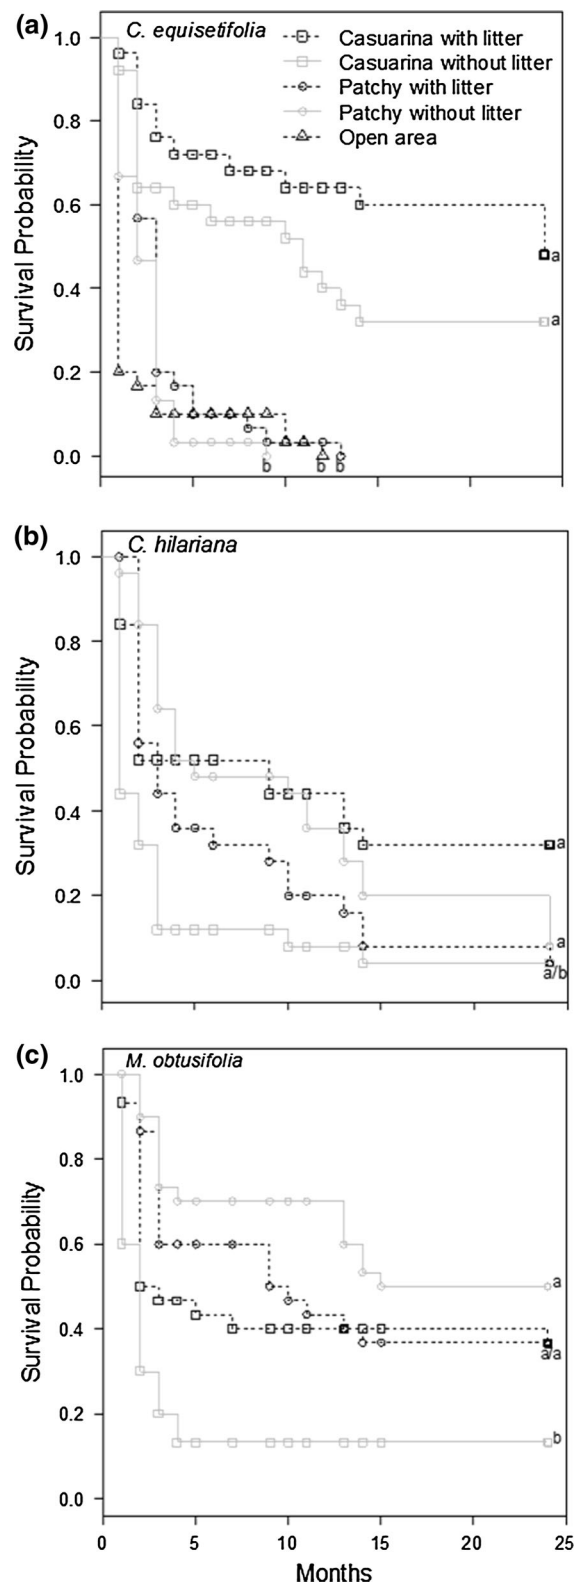 (a)
C. equisetifolia
Casuarina with litter
Casuarina without litter
Patchy with litter
Patchy without litter
Open area
Survival Probability
1.0
0.8
0.6
0.4
0.2
0.0
a
a
b
b
b
(b)
C. hilariana
Survival Probability
1.0
0.8
0.6
0.4
0.2
0.0
a
a
a/b
(c)
M. obtusifolia
Survival Probability
1.0
0.8
0.6
0.4
0.2
0.0
a
a/a
b
0 5 10 15 20 25
Months